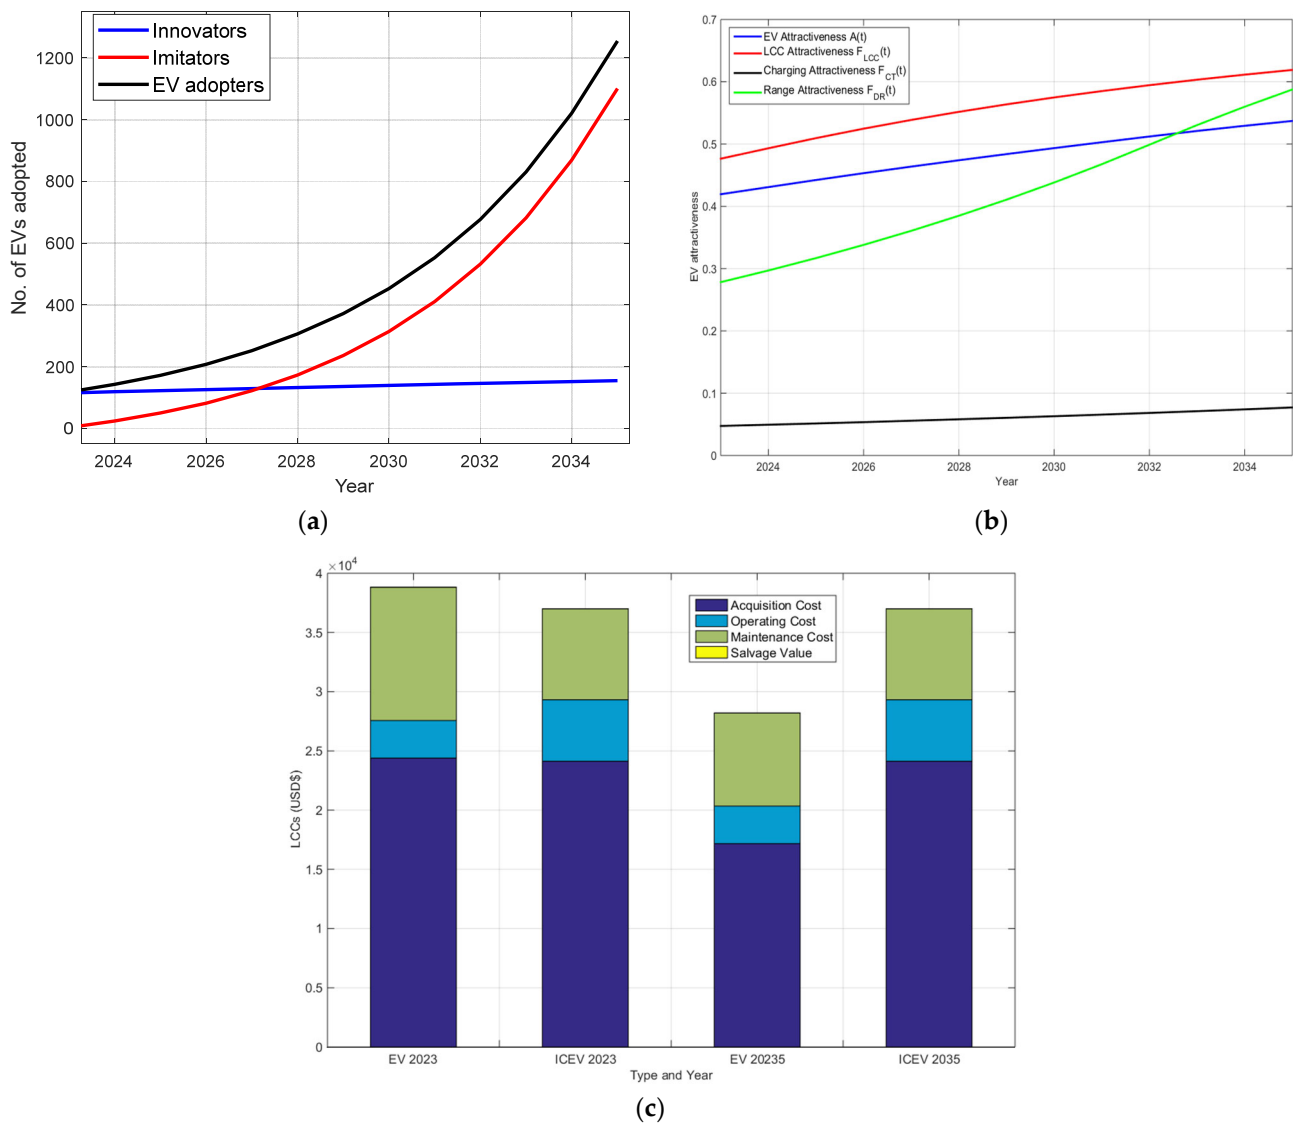 Innovators
Imitators
EV adopters
1200
1000
800
600
400
200
0
No. of EVs adopted
2024 2026 2028 2030 2032 2034
Year
(a)
EV Attractiveness A(t)
LCC Attractiveness F_LCC(t)
Charging Attractiveness F_CT(t)
Range Attractiveness F_DR(t)
0.7
0.6
0.5
0.4
0.3
0.2
0.1
0
EV attractiveness
2024 2026 2028 2030 2032 2034
Year
(b)
×10^4
4
3.5
3
2.5
2
1.5
1
0.5
0
LCCs (USD$)
Acquisition Cost
Operating Cost
Maintenance Cost
Salvage Value
EV 2023 ICEV 2023 EV 20235 ICEV 2035
Type and Year
(c)